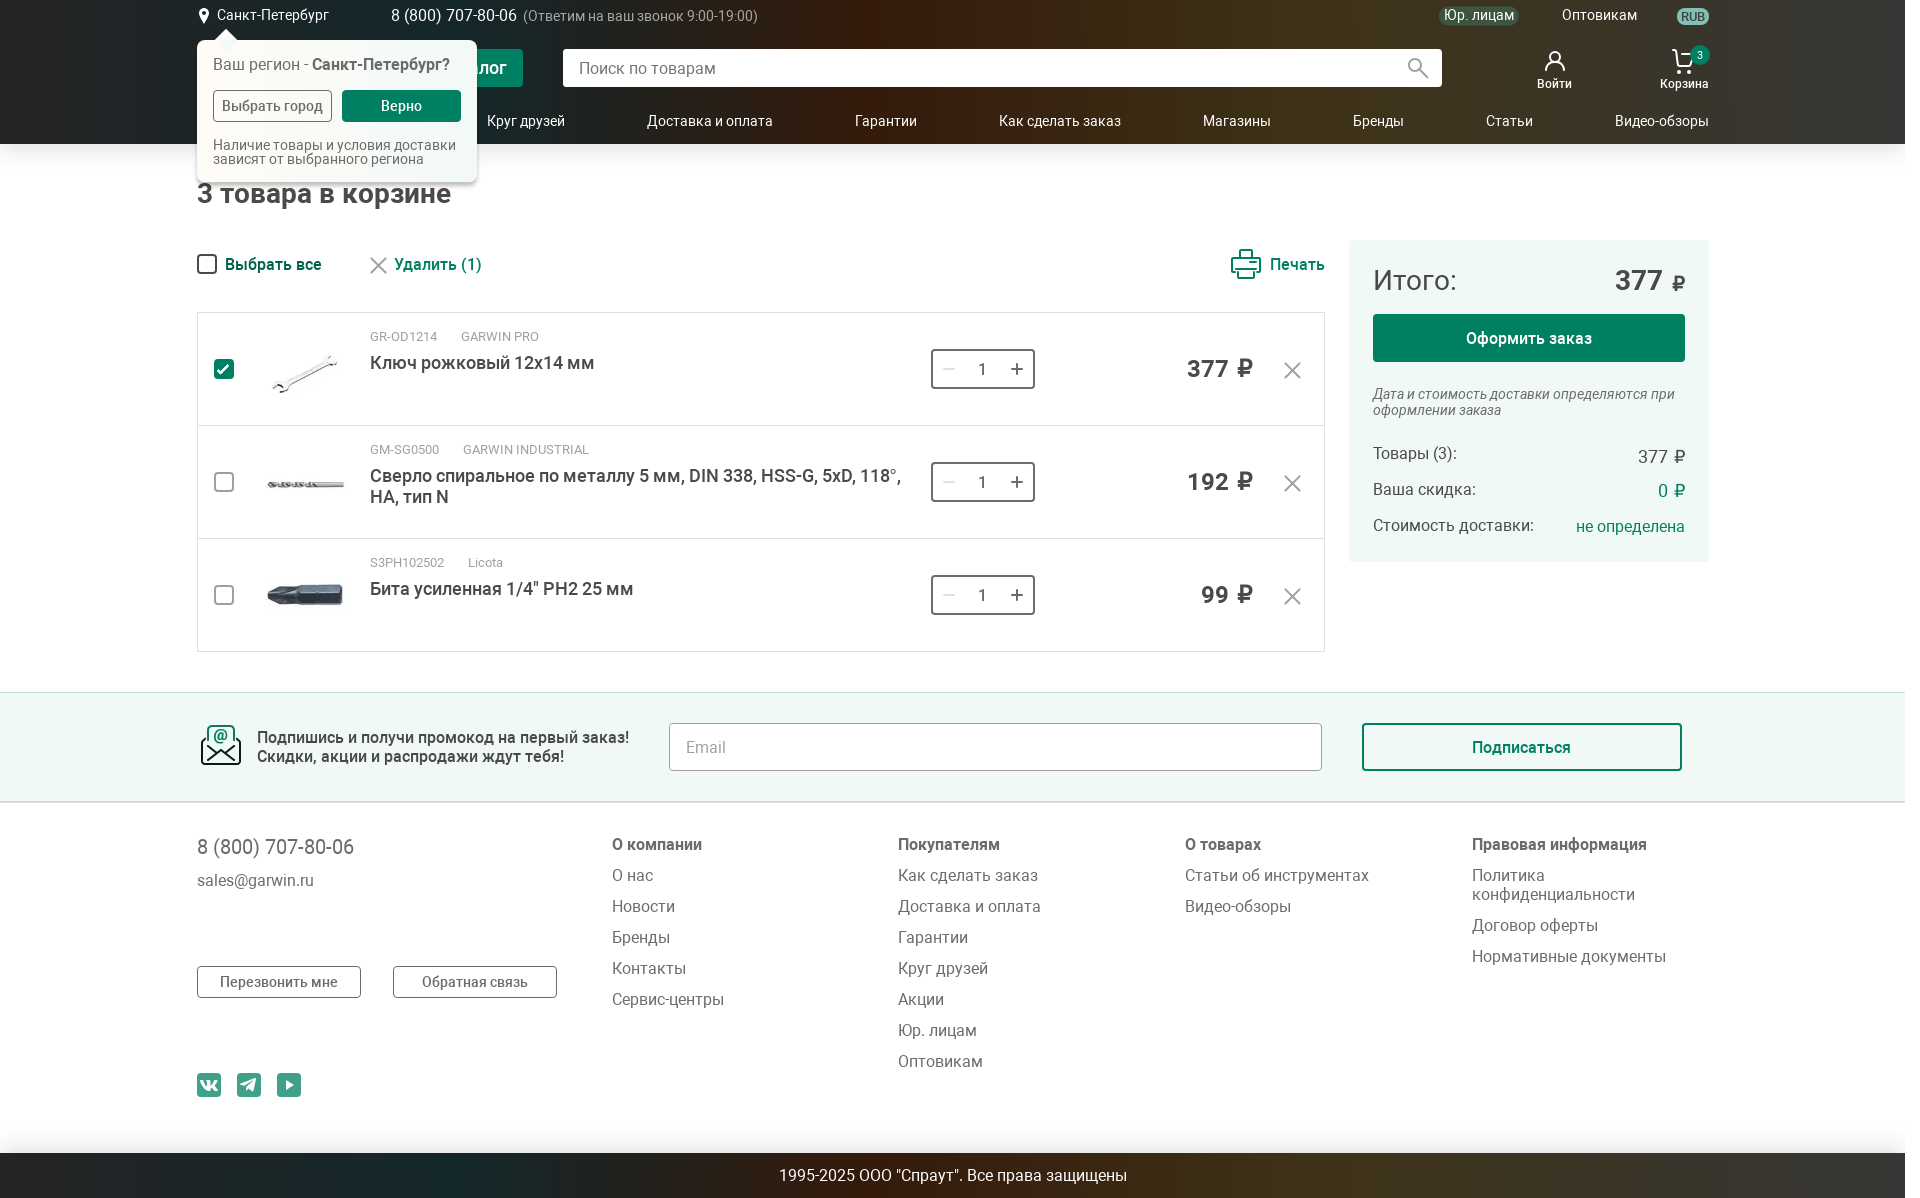 Санкт-Петербург
8 (800) 707-80-06 (Ответим на ваш звонок 9:00-19:00)
Юр. лицам
Оптовикам
RUB
Ваш регион - Санкт-Петербург?
Выбрать город
Верно
Наличие товары и условия доставки
зависят от выбранного региона
лог
Поиск по товарам
Войти
3
Корзина
Круг друзей
Доставка и оплата
Гарантии
Как сделать заказ
Магазины
Бренды
Статьи
Видео-обзоры
3 товара в корзине
Выбрать все
Удалить (1)
Печать
GR-OD1214 GARWIN PRO
Ключ рожковый 12х14 мм
1
377 ₽
GM-SG0500 GARWIN INDUSTRIAL
Сверло спиральное по металлу 5 мм, DIN 338, HSS-G, 5xD, 118°,
HA, тип N
1
192 ₽
S3PH102502 Licota
Бита усиленная 1/4" PH2 25 мм
1
99 ₽
Итого: 377 ₽
Оформить заказ
Дата и стоимость доставки определяются при
оформлении заказа
Товары (3): 377 ₽
Ваша скидка: 0 ₽
Стоимость доставки: не определена
@
Подпишись и получи промокод на первый заказ!
Скидки, акции и распродажи ждут тебя!
Email
Подписаться
8 (800) 707-80-06
sales@garwin.ru
Перезвонить мне
Обратная связь
О компании
О нас
Новости
Бренды
Контакты
Сервис-центры
Покупателям
Как сделать заказ
Доставка и оплата
Гарантии
Круг друзей
Акции
Юр. лицам
Оптовикам
О товарах
Статьи об инструментах
Видео-обзоры
Правовая информация
Политика
конфиденциальности
Договор оферты
Нормативные документы
1995-2025 ООО "Спраут". Все права защищены